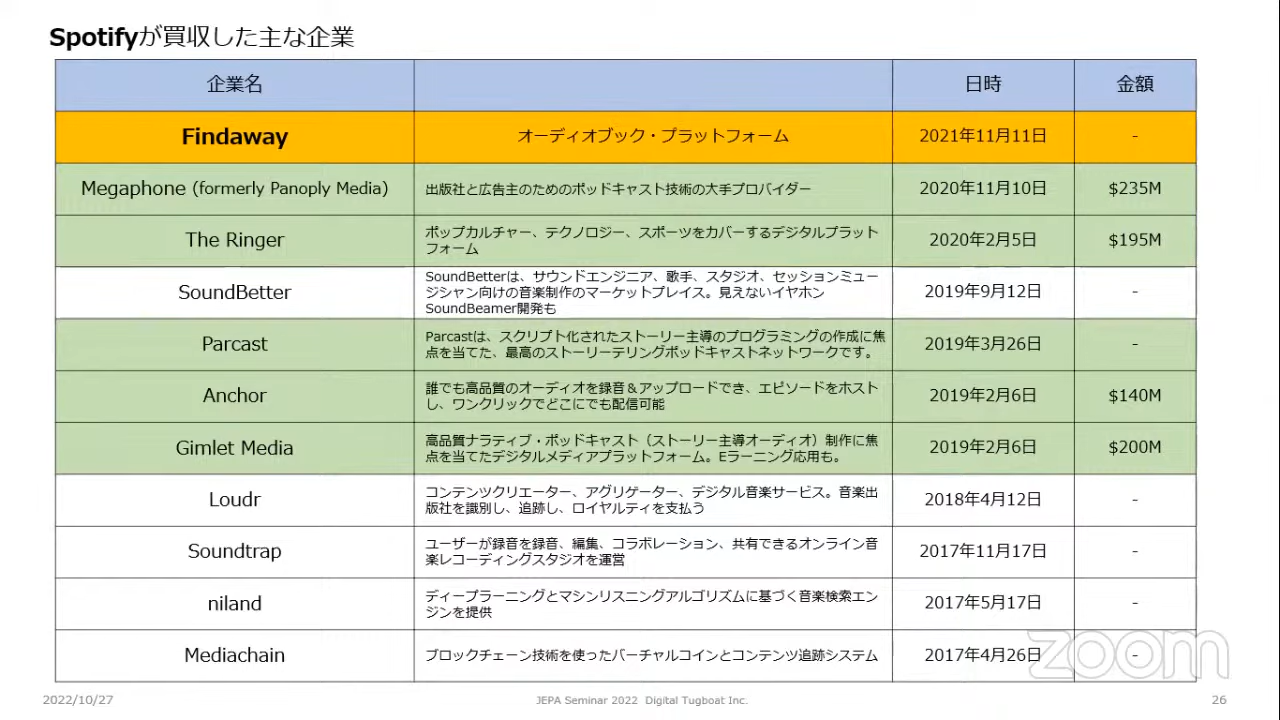 Spotifyが買収した主な企業
企業名 日時 金額
Findaway オーディオブック・プラットフォーム 2021年11月11日 -
Megaphone (formerly Panoply Media) 出版社と広告主のためのポッドキャスト技術の大手プロバイダー 2020年11月10日 $235M
The Ringer ポップカルチャー、テクノロジー、スポーツをカバーするデジタルプラット
フォーム 2020年2月5日 $195M
SoundBetter SoundBetterは、サウンドエンジニア、歌手、スタジオ、セッションミュー
ジシャン向けの音楽制作のマーケットプレイス。見えないイヤホン
SoundBeamer開発も 2019年9月12日 -
Parcast Parcastは、スクリプト化されたストーリー主導のプログラミングの作成に焦
点を当てた、最高のストーリーテリングポッドキャストネットワークです。 2019年3月26日 -
Anchor 誰でも高品質のオーディオを録音＆アップロードでき、エピソードをホスト
し、ワンクリックでどこにでも配信可能 2019年2月6日 $140M
Gimlet Media 高品質ナラティブ・ポッドキャスト（ストーリー主導オーディオ）制作に焦
点を当てたデジタルメディアプラットフォーム。Eラーニング応用も。 2019年2月6日 $200M
Loudr コンテンツクリエーター、アグリゲーター、デジタル音楽サービス。音楽出
版社を識別し、追跡し、ロイヤルティを支払う 2018年4月12日 -
Soundtrap ユーザーが録音を録音、編集、コラボレーション、共有できるオンライン音
楽レコーディングスタジオを運営 2017年11月17日 -
niland ディープラーニングとマシンリスニングアルゴリズムに基づく音楽検索エン
ジンを提供 2017年5月17日 -
Mediachain ブロックチェーン技術を使ったバーチャルコインとコンテンツ追跡システム 2017年4月26日 -
zoom
2022/10/27 JEPA Seminar 2022 Digital Tugboat Inc. 26